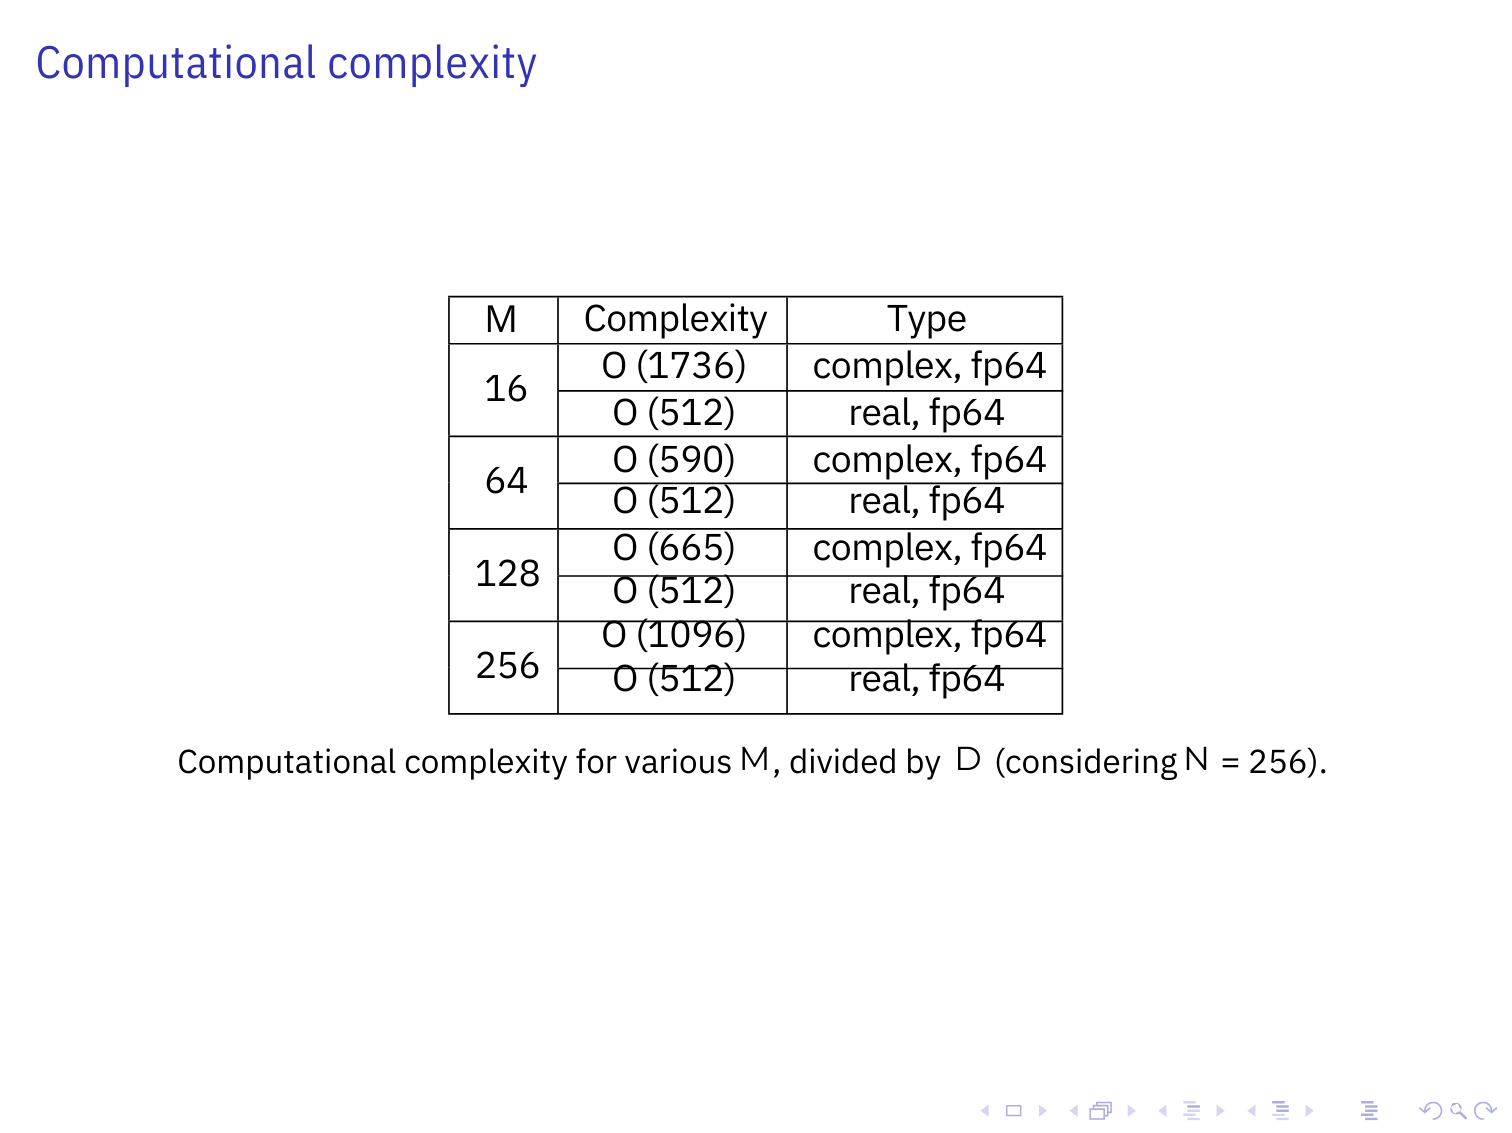 Computational complexity
M Complexity Type
16 O (1736) complex, fp64
O (512) real, fp64
64 O (590) complex, fp64
O (512) real, fp64
128 O (665) complex, fp64
O (512) real, fp64
256 O (1096) complex, fp64
O (512) real, fp64
Computational complexity for various M, divided by D (considering N = 256).